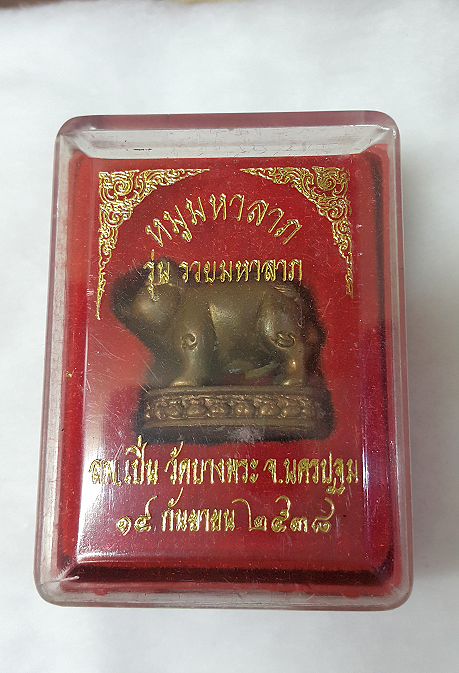 หมูมหาลาภ
รุ่น รวยมหาลาภ
ลพ.เปิ่น วัดบางพระ จ.นครปฐม
๑๔ กันยายน ๒๕๓๘